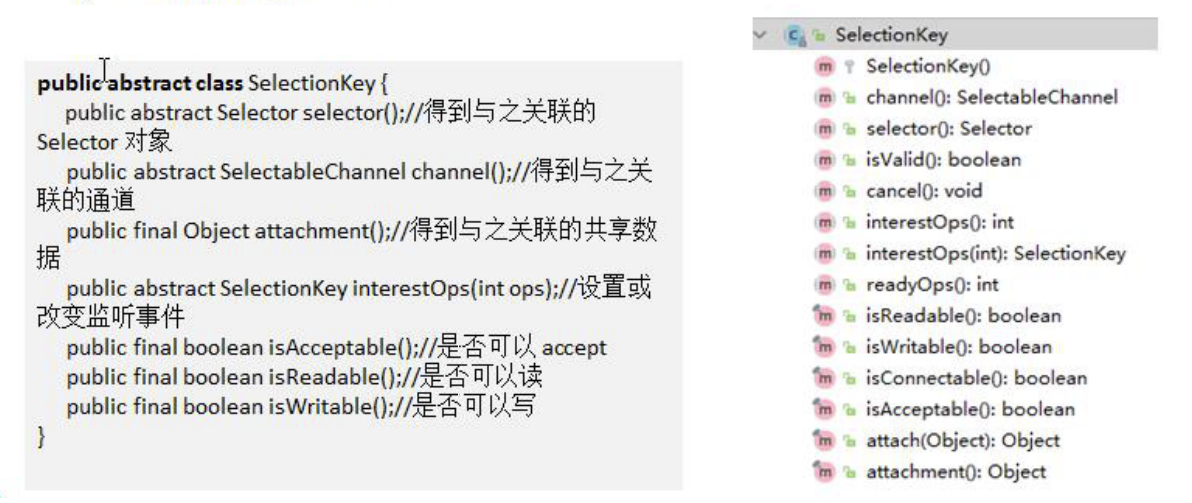 public abstract class SelectionKey {
public abstract Selector selector();//得到与之关联的
Selector 对象
public abstract SelectableChannel channel();//得到与之关
联的通道
public final Object attachment();//得到与之关联的共享数
据
public abstract SelectionKey interestOps(int ops);//设置或
改变监听事件
public final boolean isAcceptable();//是否可以 accept
public final boolean isReadable();//是否可以读
public final boolean isWritable();//是否可以写
}
SelectionKey
SelectionKey()
channel(): SelectableChannel
selector(): Selector
isValid(): boolean
cancel(): void
interestOps(): int
interestOps(int): SelectionKey
readyOps(): int
isReadable(): boolean
isWritable(): boolean
isConnectable(): boolean
isAcceptable(): boolean
attach(Object): Object
attachment(): Object